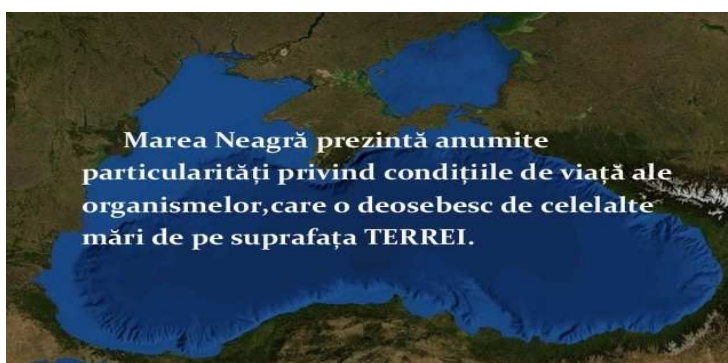 Marea Neagră prezintă anumite
particularități privind condițiile de viață ale
organismelor,care o deosebesc de celelalte
mări de pe suprafața TERREI.